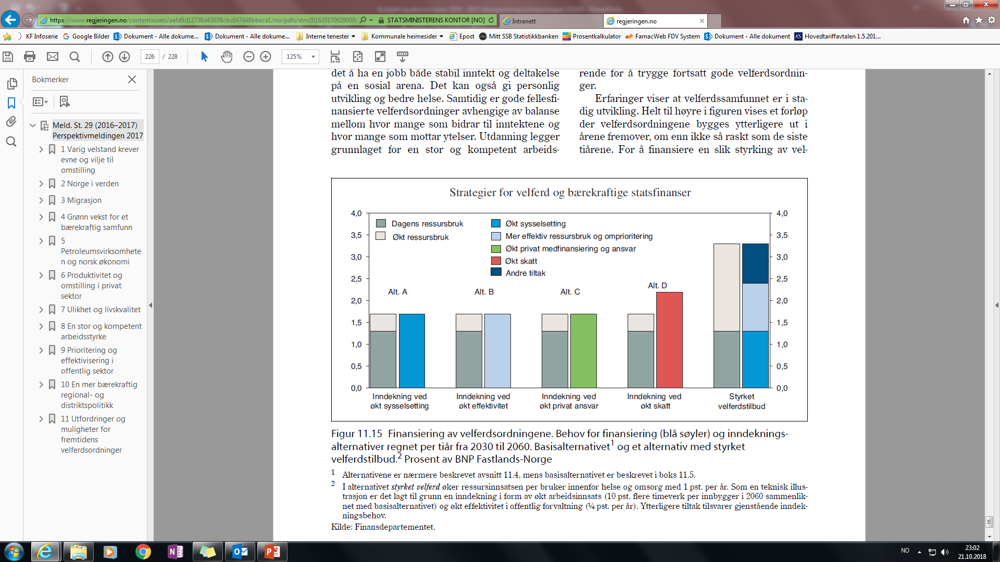 https://www.regjeringen.no/contentassets/aefd9d12738d43078cbc647448bbeca1/no/pdfs/stm201620170029000
STATSMINISTERENS KONTOR [NO]
Intranett
regjeringen.no
KF Infoserie
Google Bilder
Dokument - Alle dokume...
Dokument - Alle dokume...
Interne tenester
Kommunale heimesider
Epost
Mitt SSB Statistikkbanken
Prosentkalkulator
FamacWeb FDV System
Dokument - Alle dokument
Hovedtariffavtalen 1.5.201...
226 / 228
125%
Bokmerker
Meld. St. 29 (2016–2017)
Perspektivmeldingen 2017
1 Varig velstand krever
evne og vilje til
omstilling
2 Norge i verden
3 Migrasjon
4 Grønn vekst for et
bærekraftig samfunn
5
Petroleumsvirksomhete
n og norsk økonomi
6 Produktivitet og
omstilling i privat
sektor
7 Ulikhet og livskvalitet
8 En stor og kompetent
arbeidsstyrke
9 Prioritering og
effektivisering i
offentlig sektor
10 En mer bærekraftig
regional- og
distriktspolitikk
11 Utfordringer og
muligheter for
fremtidens
velferdsordninger
det å ha en jobb både stabil inntekt og deltakelse
på en sosial arena. Det kan også gi personlig
utvikling og bedre helse. Samtidig er gode fellesfi-
nansierte velferdsordninger avhengige av balanse
mellom hvor mange som bidrar til inntektene og
hvor mange som mottar ytelser. Utdanning legger
grunnlaget for en stor og kompetent arbeids-
rende for å trygge fortsatt gode velferdsordnin-
ger.
Erfaringer viser at velferdssamfunnet er i sta-
dig utvikling. Helt til høyre i figuren vises et forløp
der velferdsordningene bygges ytterligere ut i
årene fremover, om enn ikke så raskt som de siste
tiårene. For å finansiere en slik styrking av vel-
Strategier for velferd og bærekraftige statsfinanser
4,0
3,5
3,0
2,5
2,0
1,5
1,0
0,5
0,0
Dagens ressursbruk
Økt ressursbruk
Økt sysselsetting
Mer effektiv ressursbruk og omprioritering
Økt privat medfinansiering og ansvar
Økt skatt
Andre tiltak
Alt. A
Alt. B
Alt. C
Alt. D
4,0
3,5
3,0
2,5
2,0
1,5
1,0
0,5
0,0
Inndekning ved
økt sysselsetting
Inndekning ved
økt effektivitet
Inndekning ved
økt privat ansvar
Inndekning ved
økt skatt
Styrket
velferdstilbud
Figur 11.15 Finansiering av velferdsordningene. Behov for finansiering (blå søyler) og inndeknings-
alternativer regnet per tiår fra 2030 til 2060. Basisalternativet1 og et alternativ med styrket
velferdstilbud.2 Prosent av BNP Fastlands-Norge
1 Alternativene er nærmere beskrevet avsnitt 11.4, mens basisalternativet er beskrevet i boks 11.5.
2 I alternativet styrket velferd øker ressursinnsatsen per bruker innenfor helse og omsorg med 1 pst. per år. Som en teknisk illus-
trasjon er det lagt til grunn en inndekning i form av økt arbeidsinnsats (10 pst. flere timeverk per innbygger i 2060 sammenlik-
net med basisalternativet) og økt effektivitet i offentlig forvaltning (¼ pst. per år). Ytterligere tiltak tilsvarer gjenstående inndek-
ningsbehov.
Kilde: Finansdepartementet.
NO
23:02
21.10.2018